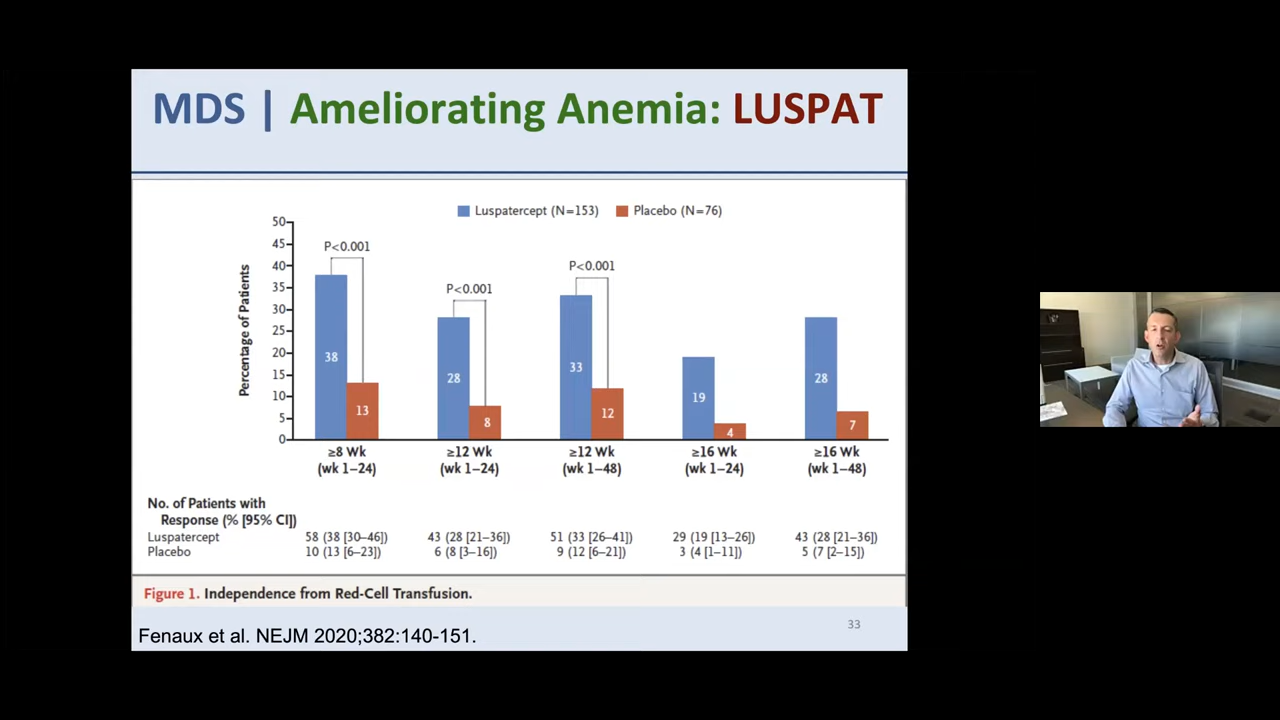 MDS | Ameliorating Anemia: LUSPAT
Luspatercept (N=153) Placebo (N=76)
Percentage of Patients
50
45
40
35
30
25
20
15
10
5
0
P<0.001
P<0.001
P<0.001
38
13
28
8
33
12
19
4
28
7
≥8 Wk (wk 1–24)
≥12 Wk (wk 1–24)
≥12 Wk (wk 1–48)
≥16 Wk (wk 1–24)
≥16 Wk (wk 1–48)
No. of Patients with
Response (% [95% CI])
Luspatercept 58 (38 [30–46]) 43 (28 [21–36]) 51 (33 [26–41]) 29 (19 [13–26]) 43 (28 [21–36])
Placebo 10 (13 [6–23]) 6 (8 [3–16]) 9 (12 [6–21]) 3 (4 [1–11]) 5 (7 [2–15])
Figure 1. Independence from Red-Cell Transfusion.
Fenaux et al. NEJM 2020;382:140-151.
33